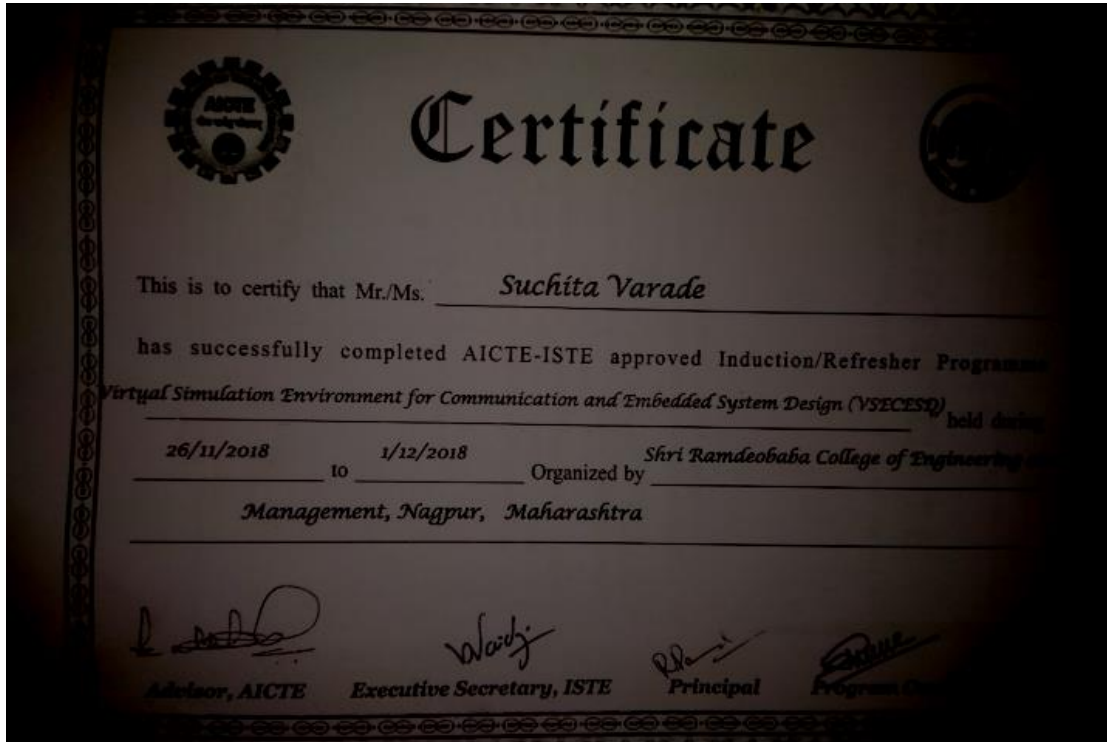 AICTE
Certificate
This is to certify that Mr./Ms. Suchita Varade
has successfully completed AICTE-ISTE approved Induction/Refresher Programme
Virtual Simulation Environment for Communication and Embedded System Design (VSECESD) held during
26/11/2018 to 1/12/2018 Organized by Shri Ramdeobaba College of Engineering
Management, Nagpur, Maharashtra
Advisor, AICTE Executive Secretary, ISTE Principal Program